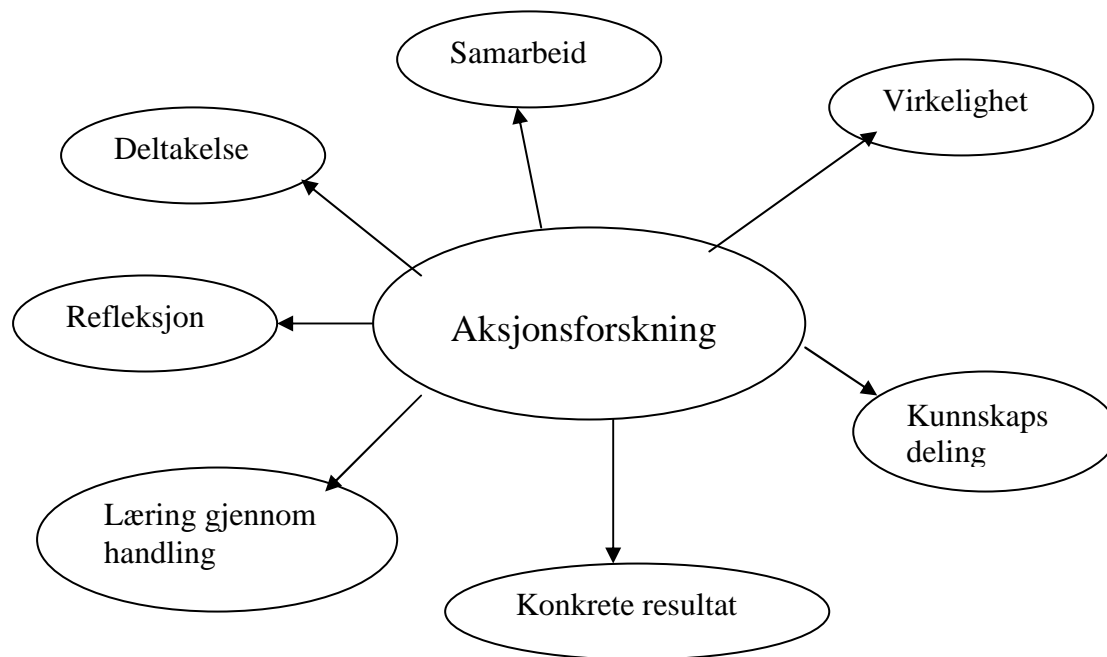 Samarbeid
Virkelighet
Deltakelse
Refleksjon
Aksjonsforskning
Kunnskaps
deling
Læring gjennom
handling
Konkrete resultat